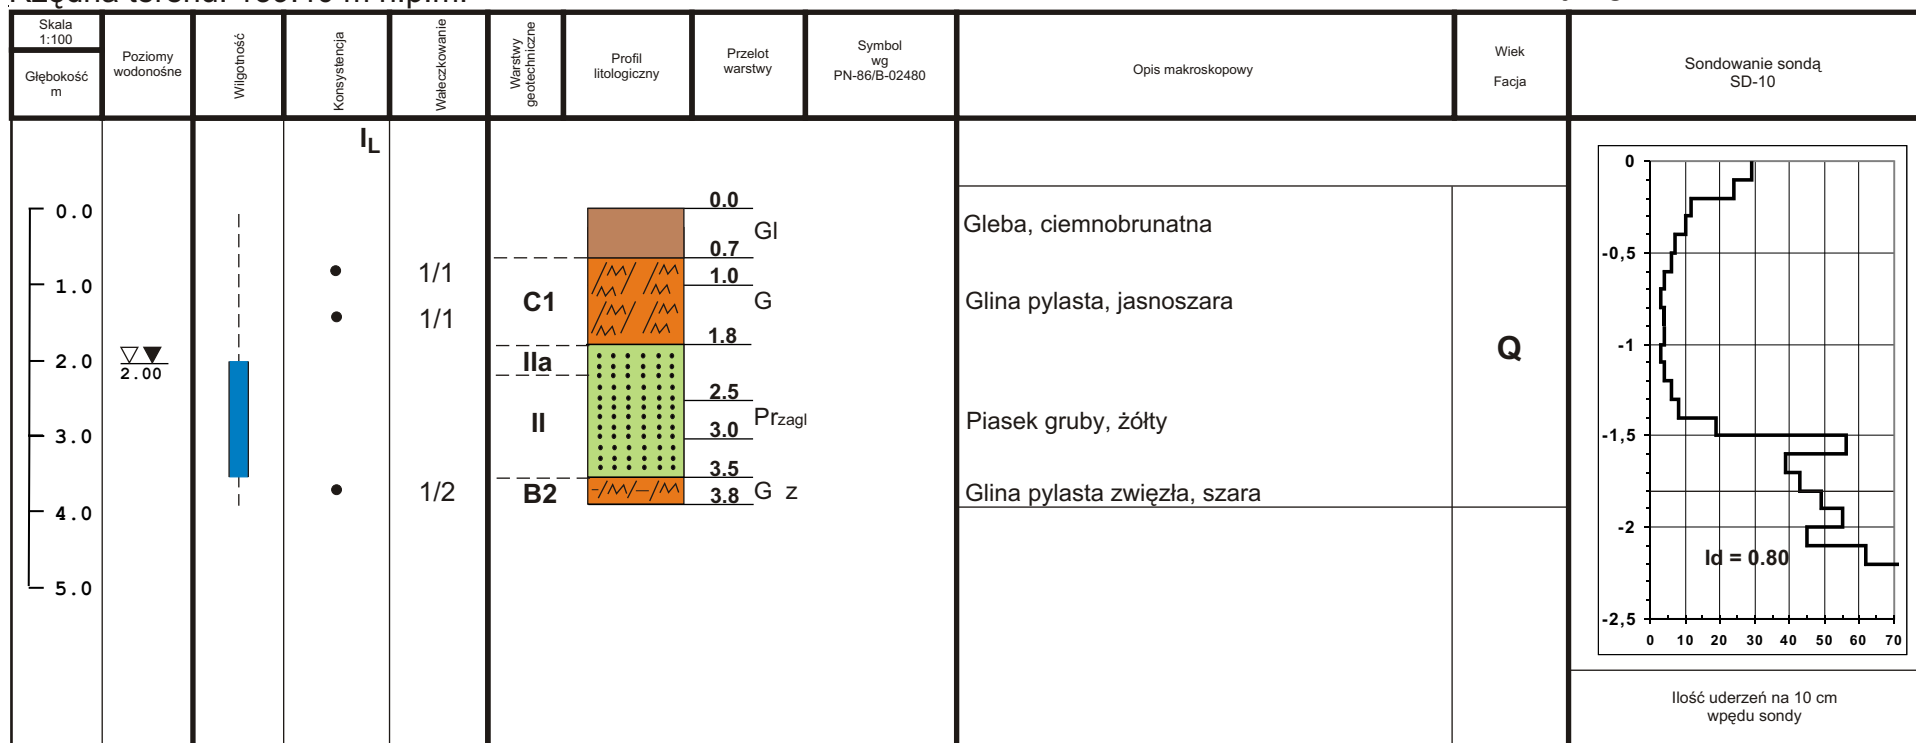 Skala
1:100
Głębokość
m
Poziomy
wodonośne
Wilgotność
Konsystencja
Wałeczkowanie
Warstwy
geotechniczne
Profil
litologiczny
Przelot
warstwy
Symbol
wg
PN-86/B-02480
Opis makroskopowy
Wiek
Facja
Sondowanie sondą
SD-10
IL
0.0
1.0
2.0
3.0
4.0
5.0
2.00
1/1
1/1
1/2
C1
IIa
II
B2
0.0
0.7
1.0
1.8
2.5
3.0
3.5
3.8
Gl
G
Przagl
G z
Gleba, ciemnobrunatna
Glina pylasta, jasnoszara
Piasek gruby, żółty
Glina pylasta zwięzła, szara
Q
0
-0,5
-1
-1,5
-2
-2,5
Id = 0.80
0 10 20 30 40 50 60 70
Ilość uderzeń na 10 cm
wpędu sondy